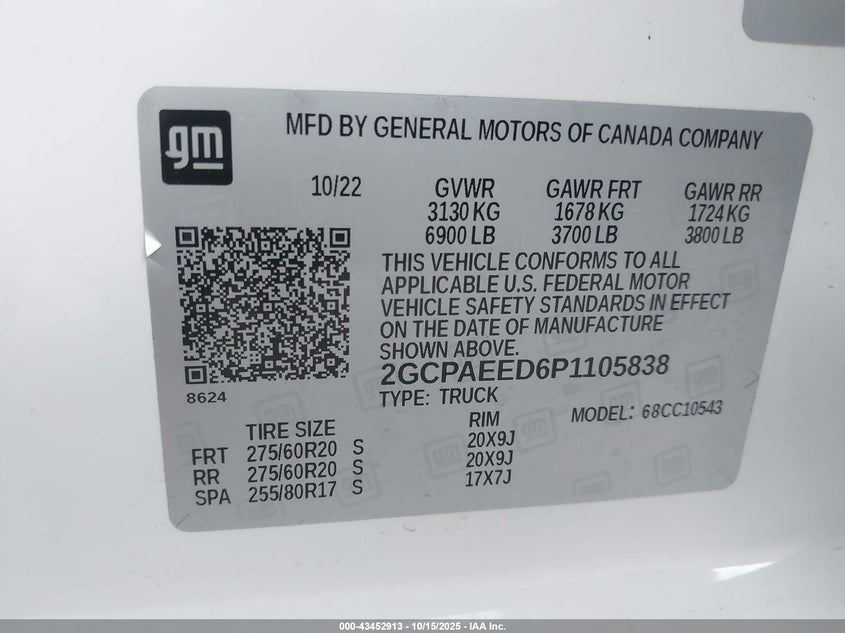 gm
MFD BY GENERAL MOTORS OF CANADA COMPANY
10/22
GVWR GAWR FRT GAWR RR
3130 KG 1678 KG 1724 KG
6900 LB 3700 LB 3800 LB
THIS VEHICLE CONFORMS TO ALL
APPLICABLE U.S. FEDERAL MOTOR
VEHICLE SAFETY STANDARDS IN EFFECT
ON THE DATE OF MANUFACTURE
SHOWN ABOVE.
2GCPAEED6P1105838
8624
TYPE: TRUCK
MODEL: 68CC10543
TIRE SIZE RIM
FRT 275/60R20 S 20X9J
RR 275/60R20 S 20X9J
SPA 255/80R17 S 17X7J
000-43452913 - 10/15/2025 - IAA Inc.